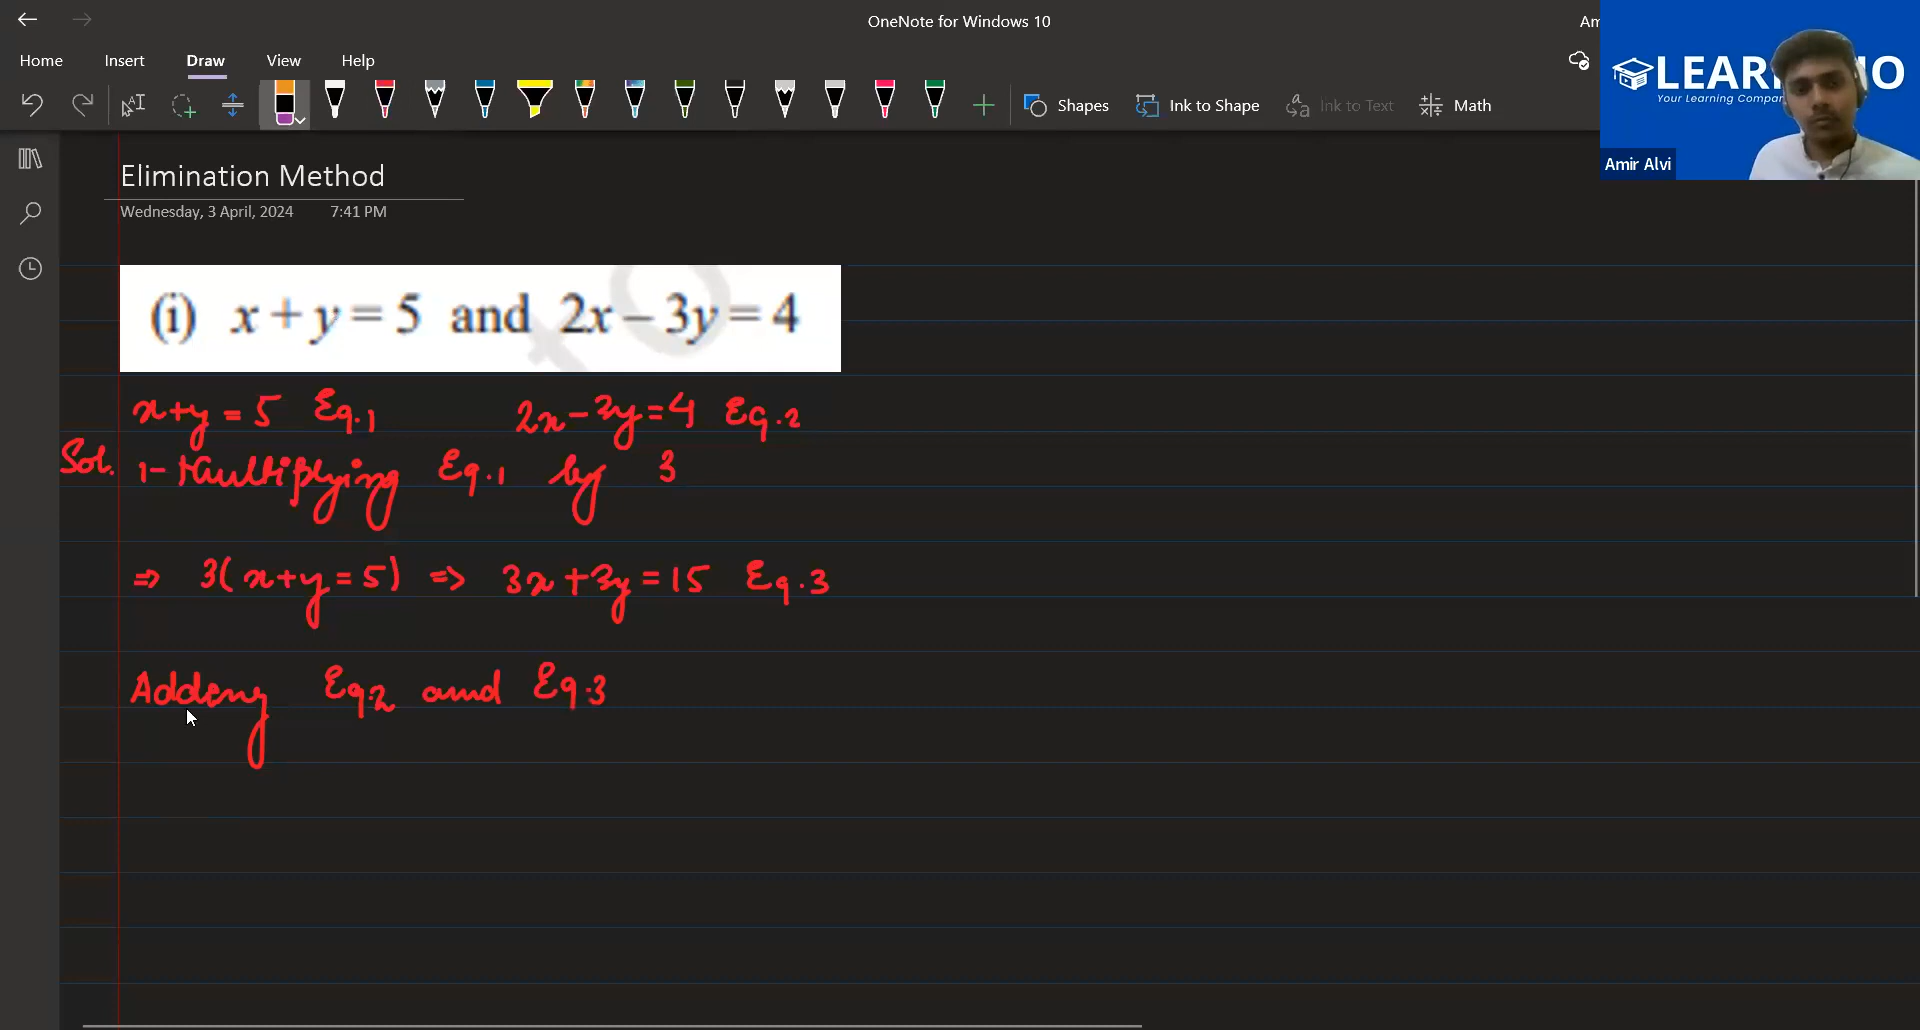 OneNote for Windows 10
Am
Home Insert Draw View Help
Shapes Ink to Shape Ink to Text Math
LEAR IO
Your Learning Compan
Amir Alvi
Elimination Method
Wednesday, 3 April, 2024 7:41 PM
(i) x + y = 5 and 2x – 3y = 4
x+y = 5 Eq.1 2x-3y=4 Eq.2
Sol. 1- Multiplying Eq.1 by 3
⇒ 3(x+y=5) ⇒ 3x+3y=15 Eq.3
Adding Eq.2 and Eq.3